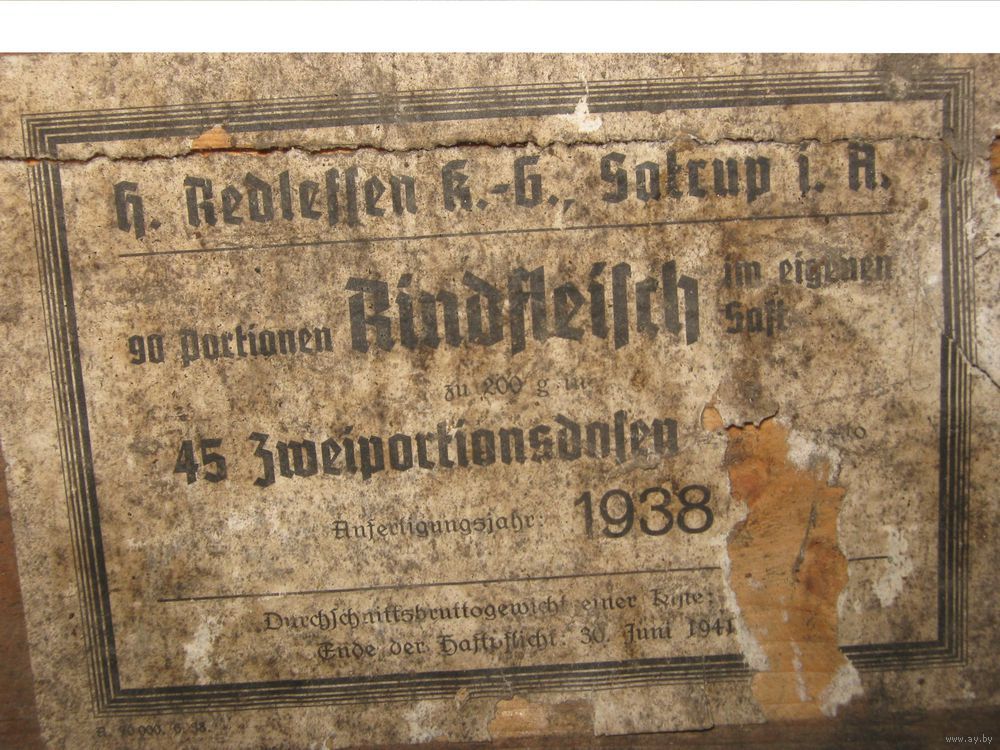 H. Redlefsen K.-G., Satrup i. A.
90 Portionen Rindfleisch im eigenen Saft
zu 200 g in
45 Zweiportionsdosen
Anfertigungsjahr: 1938
Durchschnittsbruttogewicht einer Kiste:
Ende der Haftpflicht: 30. Juni 1941
www.ay.by